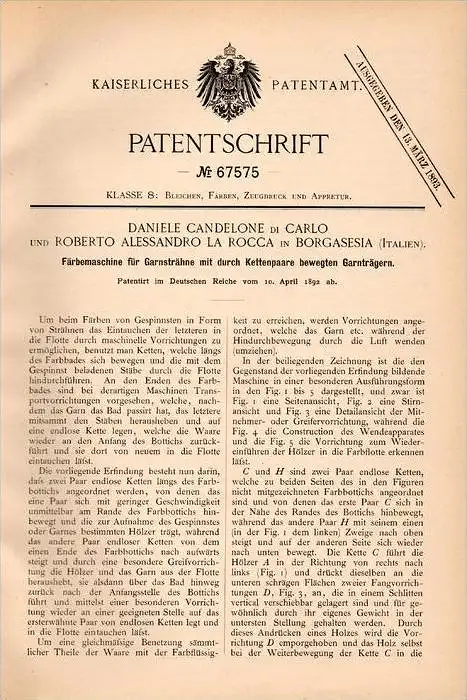 KAISERLICHES PATENTAMT.
AUSGEGEBEN DEN 13. MÄRZ 1893.
PATENTSCHRIFT
— № 67575 —
KLASSE 8: BLEICHEN, FÄRBEN, ZEUGDRUCK UND APPRETUR.
DANIELE CANDELONE DI CARLO
UND ROBERTO ALESSANDRO LA ROCCA IN BORGASESIA (ITALIEN).
Färbemaschine für Garnsträhne mit durch Kettenpaare bewegten Garnträgern.
Patentirt im Deutschen Reiche vom 10. April 1892 ab.
Um beim Färben von Gespinnsten in Form
von Strähnen das Eintauchen der letzteren in
die Flotte durch maschinelle Vorrichtungen zu
ermöglichen, benutzt man Ketten, welche längs
des Farbbades sich bewegen und die mit dem
Gespinnst beladenen Stäbe durch die Flotte
hindurchführen. An den Enden des Farb-
bades sind bei derartigen Maschinen Trans-
portvorrichtungen vorgesehen, welche, nach-
dem das Garn das Bad passirt hat, das letztere
mitsammt den Stäben herausheben und auf
eine endlose Kette legen, welche die Waare
wieder an den Anfang des Bottichs zurück-
führt und sie dort von neuem in die Flotte
eintauchen läfst.
Die vorliegende Erfindung besteht nun darin,
dafs zwei Paar endlose Ketten längs des Farb-
bottichs angeordnet werden, von denen das
eine Paar sich mit geringer Geschwindigkeit
unmittelbar am Rande des Farbbottichs hin-
bewegt und die zur Aufnahme des Gespinnstes
oder Garnes bestimmten Hölzer trägt, während
das andere Paar endloser Ketten von dem
einen Ende des Farbbottichs nach aufwärts
steigt und durch eine besondere Greifvorrich-
tung die Hölzer und das Garn aus der Flotte
heraushebt, sie alsdann über das Bad hinweg
zurück nach der Anfangsstelle des Bottichs
führt und mittelst einer besonderen Vorrich-
tung wieder an einer geeigneten Stelle auf das
ersterwähnte Paar von endlosen Ketten legt und
in die Flotte eintauchen läfst.
Um eine gleichmäfsige Benetzung sämmt-
licher Theile der Waare mit der Farbflüssig-
keit zu erreichen, werden Vorrichtungen ange-
ordnet, welche das Garn etc. während der
Hindurchbewegung durch die Luft wenden
(umziehen).
In der beiliegenden Zeichnung ist die den
Gegenstand der vorliegenden Erfindung bildende
Maschine in einer besonderen Ausführungsform
in den Fig. 1 bis 5 dargestellt, und zwar ist
Fig. 1 eine Seitenansicht, Fig. 2 eine Stirn-
ansicht und Fig. 3 eine Detailansicht der Mit-
nehmer- oder Greifervorrichtung, während die
Fig. 4, die Construction des Wendeapparates
und die Fig. 5 die Vorrichtung zum Wieder-
einführen der Hölzer in die Farbflotte erkennen
läfst.
C und H sind zwei Paar endlose Ketten,
welche zu beiden Seiten des in den Figuren
nicht mitgezeichneten Farbbottichs angeordnet
sind und von denen das erste Paar C sich in
der Nähe des Randes des Bottichs hinbewegt,
während das andere Paar H mit seinem einen
(in der Fig. 1 dem linken) Zweige nach oben
steigt und auf der anderen Seite sich wieder
nach unten bewegt. Die Kette C führt die
Hölzer A in der Richtung von rechts nach
links (Fig. 1) und drückt dieselben an die
unteren schrägen Flächen zweier Fangvorrich-
tungen D, Fig. 3, an, die in einem Schlitten
vertical verschiebbar gelagert sind und für ge-
wöhnlich durch ihr eigenes Gewicht in der
untersten Stellung gehalten werden. Durch
dieses Andrücken eines Holzes wird die Vor-
richtung D emporgehoben und das Holz selbst
bei der Weiterbewegung der Kette C in die